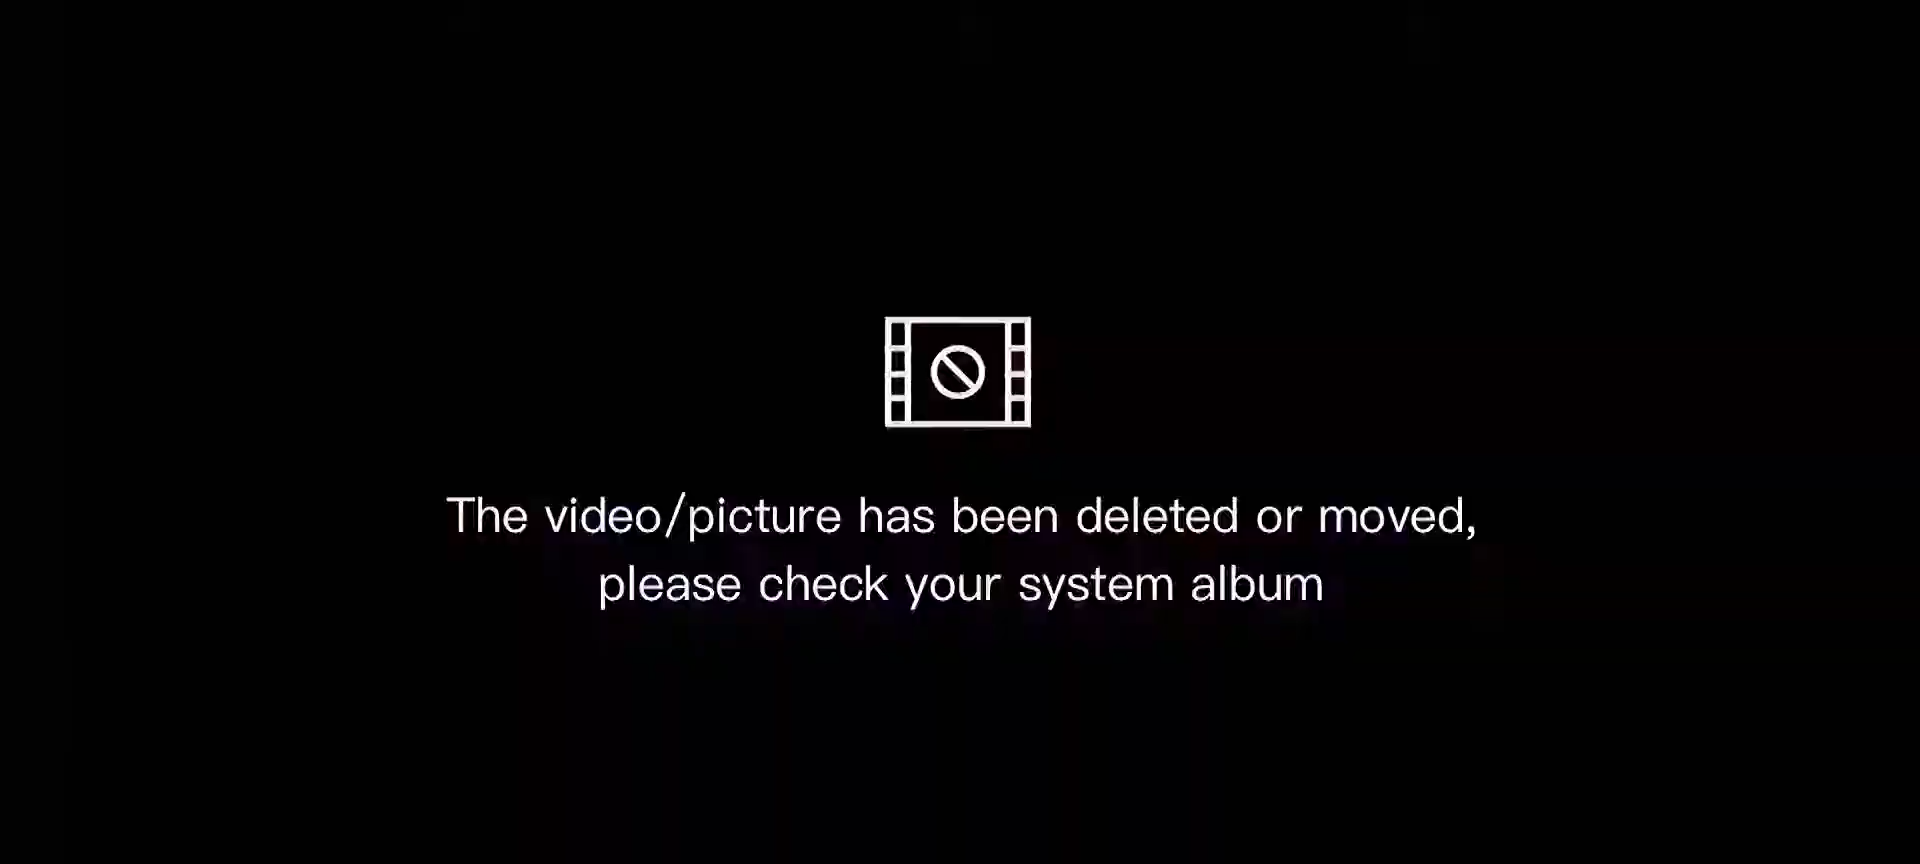 The video/picture has been deleted or moved,
please check your system album